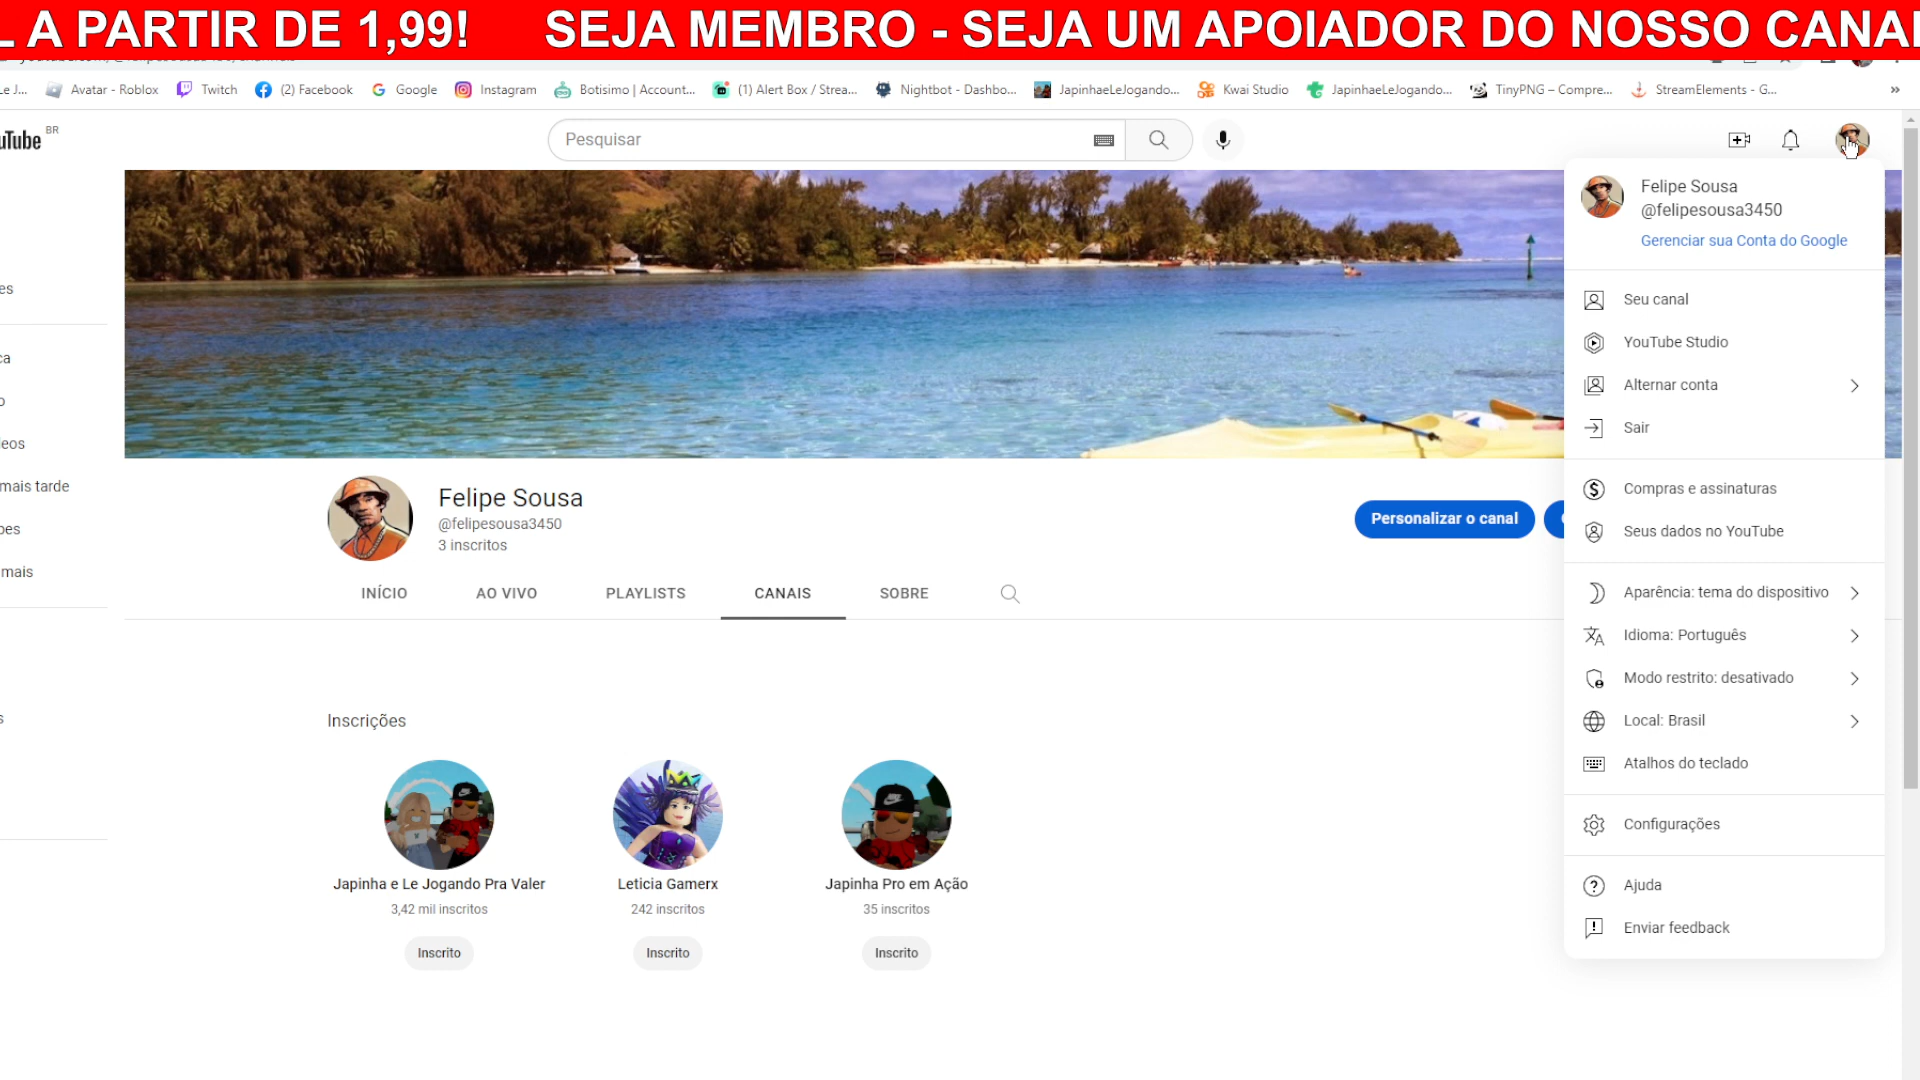 L A PARTIR DE 1,99! SEJA MEMBRO - SEJA UM APOIADOR DO NOSSO CANAL
Le J... Avatar - Roblox Twitch (2) Facebook Google Instagram Botisimo | Account... (1) Alert Box / Strea... Nightbot - Dashbo... JapinhaeLeJogando... Kwai Studio JapinhaeLeJogando... TinyPNG – Compre... StreamElements - G... »
uTube BR
Pesquisar
Felipe Sousa
@felipesousa3450
Gerenciar sua Conta do Google
Seu canal
YouTube Studio
Alternar conta
Sair
Compras e assinaturas
Seus dados no YouTube
Aparência: tema do dispositivo
Idioma: Português
Modo restrito: desativado
Local: Brasil
Atalhos do teclado
Configurações
Ajuda
Enviar feedback
es
ca
o
leos
mais tarde
pes
mais
s
Felipe Sousa
@felipesousa3450
3 inscritos
Personalizar o canal
INÍCIO AO VIVO PLAYLISTS CANAIS SOBRE
Inscrições
Japinha e Le Jogando Pra Valer
3,42 mil inscritos
Inscrito
Leticia Gamerx
242 inscritos
Inscrito
Japinha Pro em Ação
35 inscritos
Inscrito